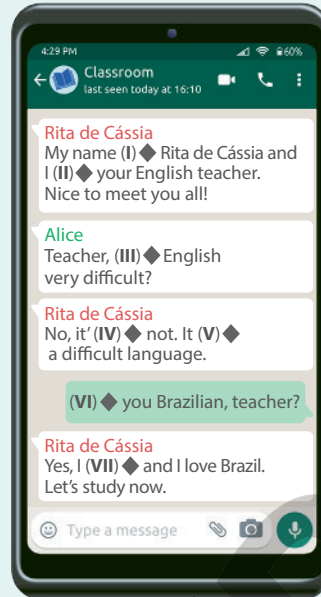 4:29 PM 60%
Classroom
last seen today at 16:10
Rita de Cássia
My name (I)◆ Rita de Cássia and
I (II)◆ your English teacher.
Nice to meet you all!
Alice
Teacher, (III)◆ English
very difficult?
Rita de Cássia
No, it’(IV)◆ not. It (V)◆
a difficult language.
(VI)◆ you Brazilian, teacher?
Rita de Cássia
Yes, I (VII)◆ and I love Brazil.
Let’s study now.
Type a message